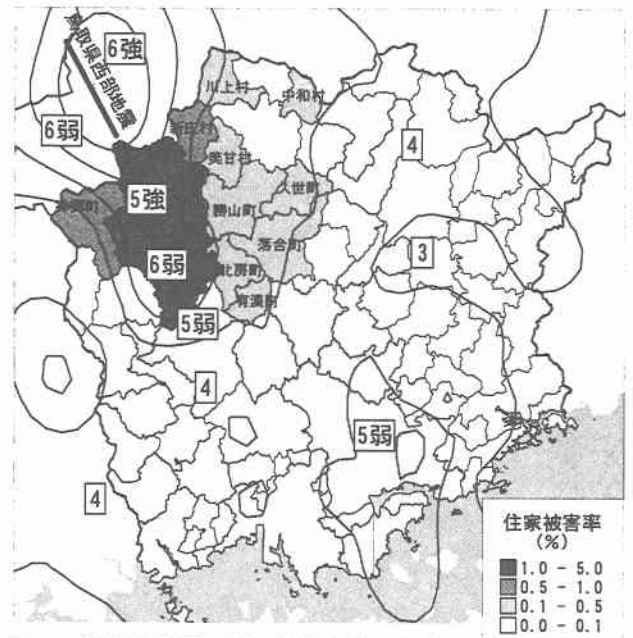 鳥取県西部地震
6強
川上村
中和村
6弱
新庄村
美甘村
4
久世町
5強
勝山町
落合町
3
6弱
北房町
有漢町
5弱
4
5弱
4
住家被害率
(%)
1.0 - 5.0
0.5 - 1.0
0.1 - 0.5
0.0 - 0.1